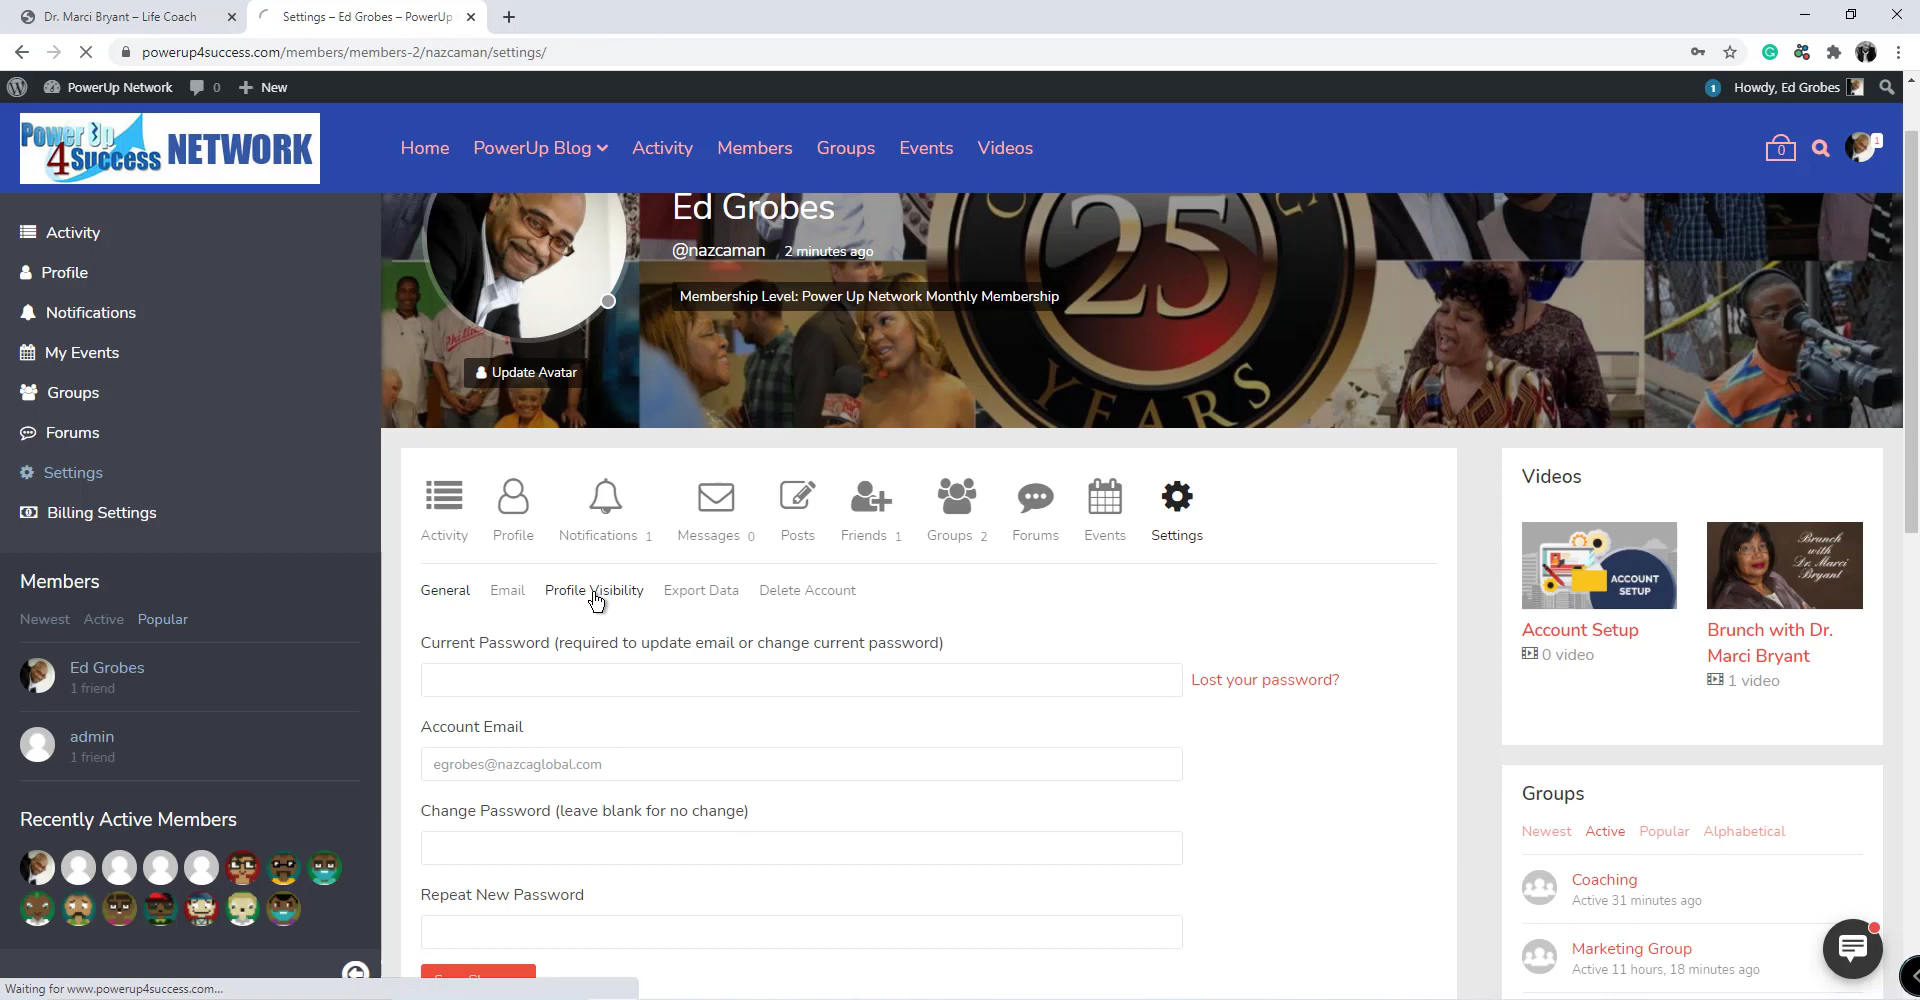 Dr. Marci Bryant – Life Coach
Settings – Ed Grobes – PowerUp
powerup4success.com/members/members-2/nazcaman/settings/
PowerUp Network 0 New
1 Howdy, Ed Grobes
Power Up 4 Success NETWORK
Home PowerUp Blog Activity Members Groups Events Videos
0
1
Activity
Profile
Notifications
My Events
Groups
Forums
Settings
Billing Settings
Members
Newest Active Popular
Ed Grobes
1 friend
admin
1 friend
Recently Active Members
Ed Grobes
@nazcaman 2 minutes ago
Membership Level: Power Up Network Monthly Membership
25
YEARS
Update Avatar
Activity Profile Notifications 1 Messages 0 Posts Friends 1 Groups 2 Forums Events Settings
General Email Profile Visibility Export Data Delete Account
Current Password (required to update email or change current password)
Lost your password?
Account Email
egrobes@nazcaglobal.com
Change Password (leave blank for no change)
Repeat New Password
Videos
ACCOUNT
SETUP
Brunch
with
Dr. Marci
Bryant
Account Setup
0 video
Brunch with Dr.
Marci Bryant
1 video
Groups
Newest Active Popular Alphabetical
Coaching
Active 31 minutes ago
Marketing Group
Active 11 hours, 18 minutes ago
Waiting for www.powerup4success.com...